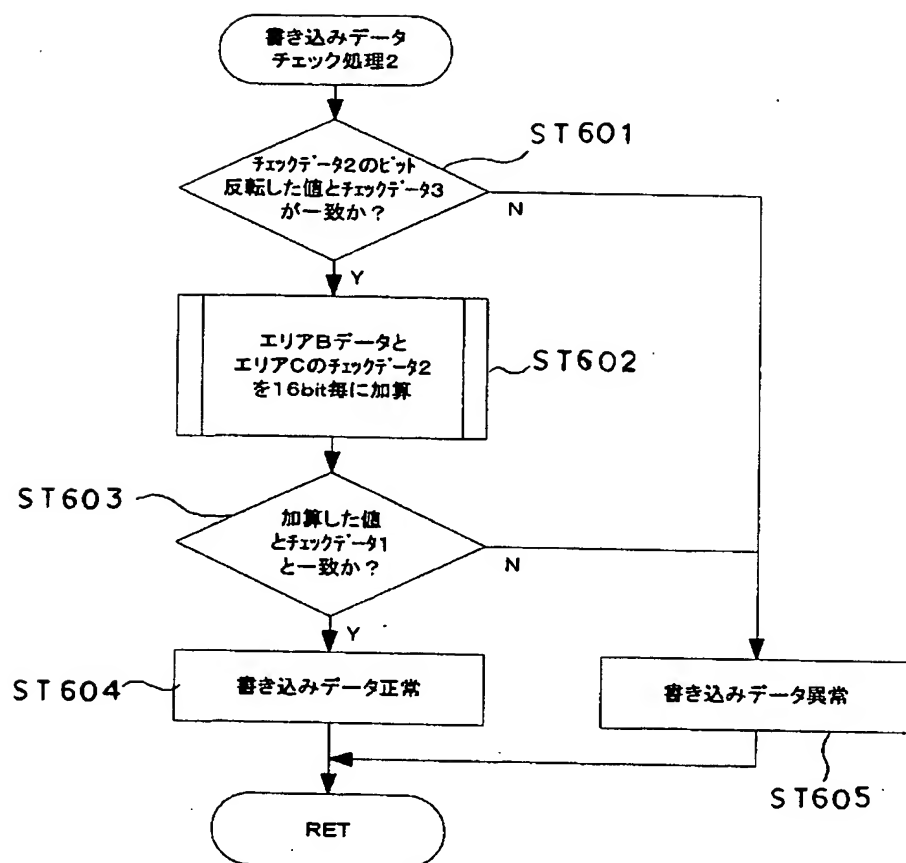 書き込みデータ
チェック処理2
ST601
チェックデータ2のビット
反転した値とチェックデータ3
が一致か?
N
Y
エリアBデータと
エリアCのチェックデータ2
を16bit毎に加算
ST602
ST603
加算した値
とチェックデータ1
と一致か?
N
Y
ST604
書き込みデータ正常
書き込みデータ異常
ST605
RET